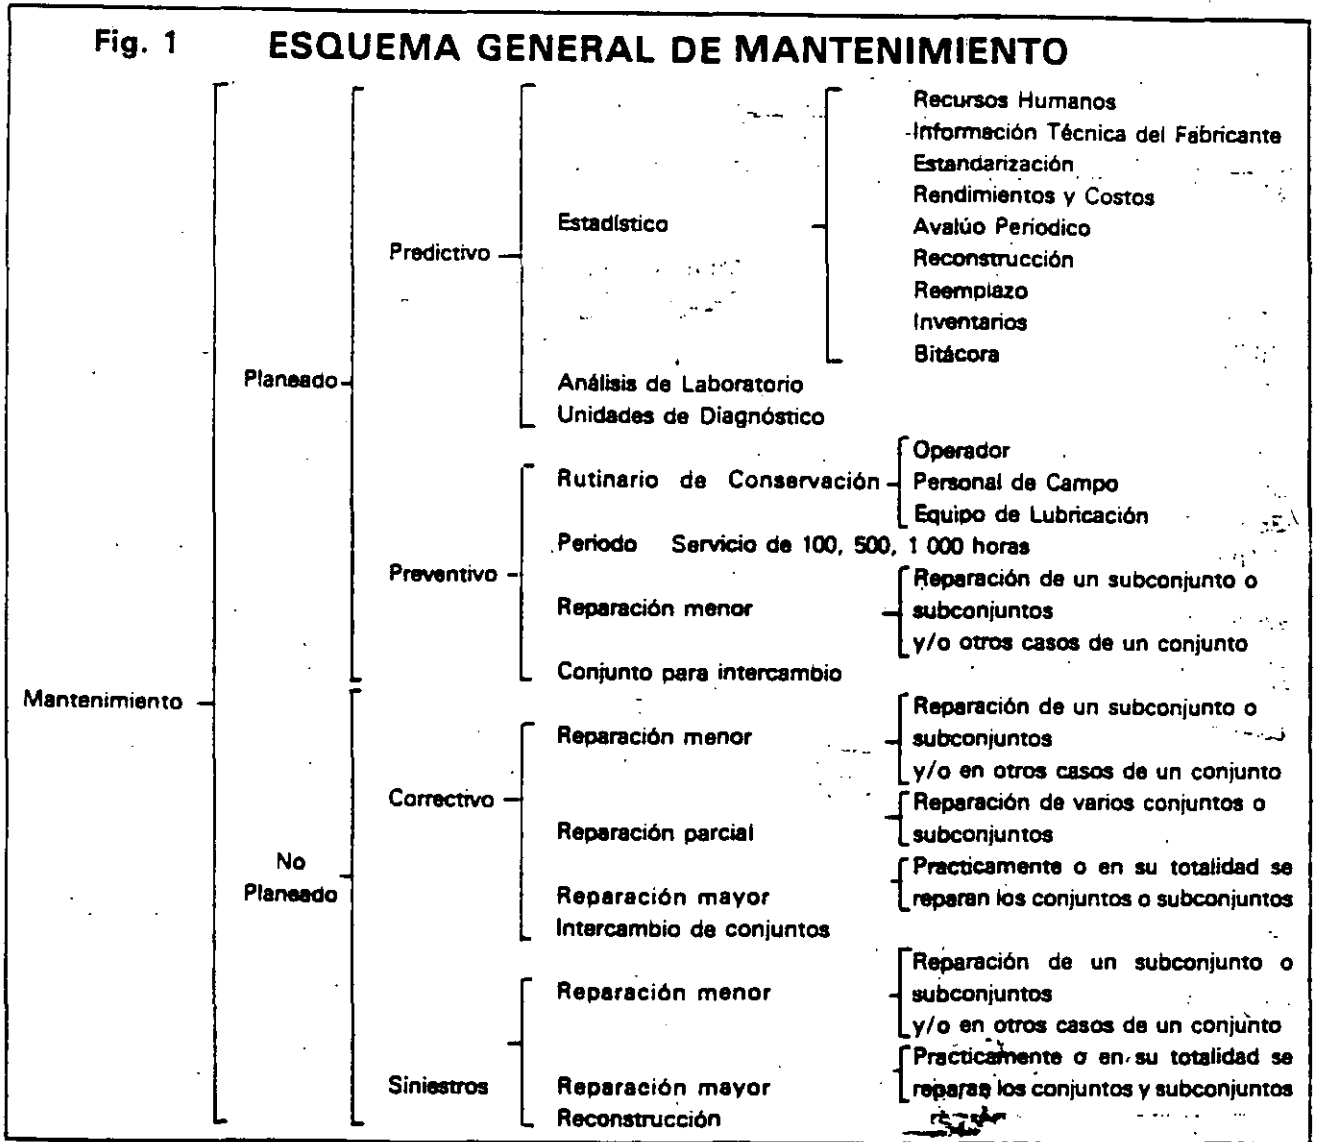 Fig. 1 ESQUEMA GENERAL DE MANTENIMIENTO
Mantenimiento
Planeado
Predictivo
Estadístico
Recursos Humanos
Información Técnica del Fabricante
Estandarización
Rendimientos y Costos
Avalúo Periodico
Reconstrucción
Reemplazo
Inventarios
Bitácora
Análisis de Laboratorio
Unidades de Diagnóstico
Preventivo
Rutinario de Conservación
Operador
Personal de Campo
Equipo de Lubricación
Periodo Servicio de 100, 500, 1 000 horas
Reparación menor
Reparación de un subconjunto o
subconjuntos
y/o otros casos de un conjunto
Conjunto para intercambio
No
Planeado
Correctivo
Reparación menor
Reparación de un subconjunto o
subconjuntos
y/o en otros casos de un conjunto
Reparación parcial
Reparación de varios conjuntos o
subconjuntos
Reparación mayor
Practicamente o en su totalidad se
reparan los conjuntos o subconjuntos
Intercambio de conjuntos
Siniestros
Reparación menor
Reparación de un subconjunto o
subconjuntos
y/o en otros casos de un conjunto
Reparación mayor
Practicamente o en su totalidad se
reparan los conjuntos y subconjuntos
Reconstrucción